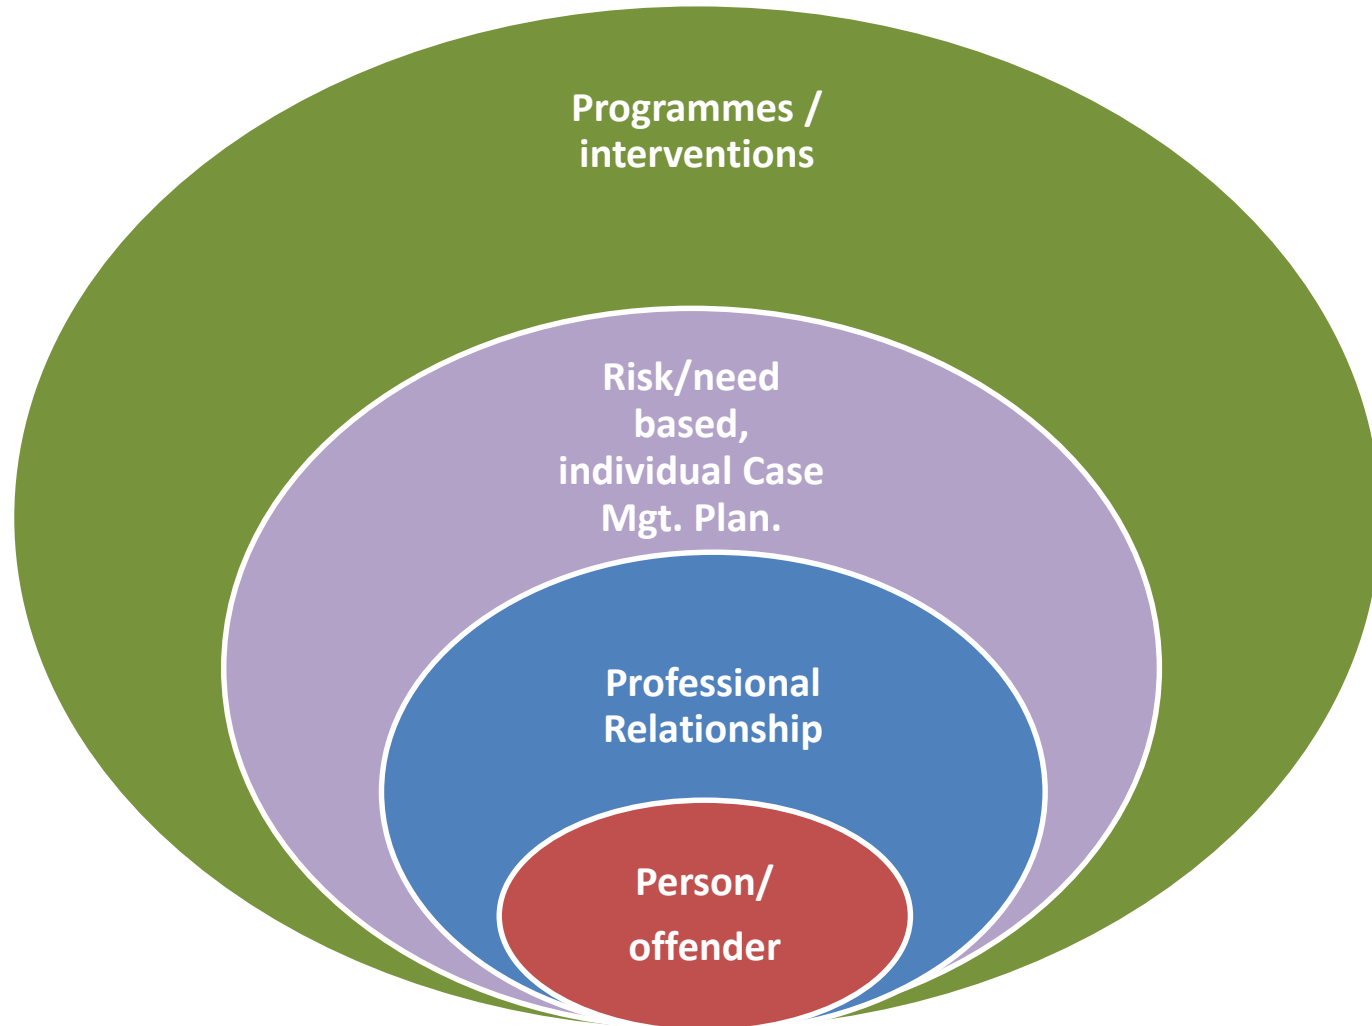 Programmes /
interventions
Risk/need
based,
individual Case
Mgt. Plan.
Professional
Relationship
Person/
offender